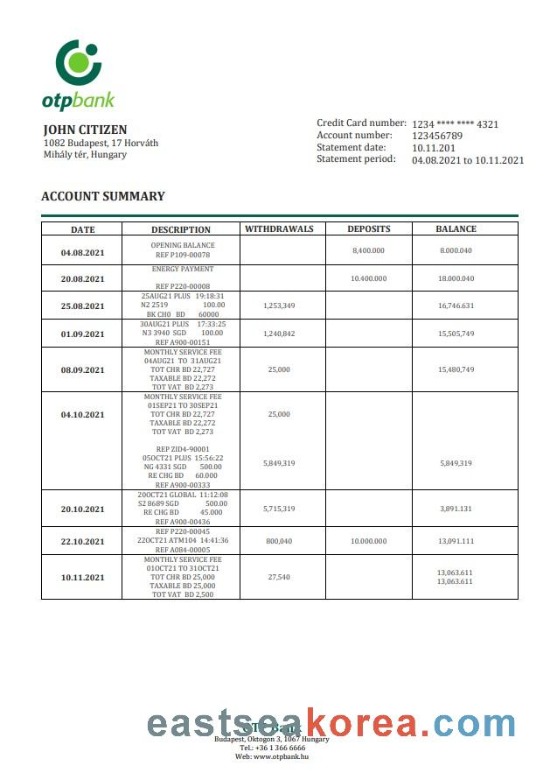 otpbank
JOHN CITIZEN
1082 Budapest, 17 Horváth
Mihály tér, Hungary
Credit Card number: 1234 **** **** 4321
Account number: 123456789
Statement date: 10.11.201
Statement period: 04.08.2021 to 10.11.2021
ACCOUNT SUMMARY
DATE DESCRIPTION WITHDRAWALS DEPOSITS BALANCE
04.08.2021 OPENING BALANCE 8,400.000 8.000.040
REF P109-00078
20.08.2021 ENERGY PAYMENT 10.400.000 18.000.040
REF P220-00008
25.08.2021 25AUG21 PLUS 19:18:31 1,253,349 16,746.631
N2 2519 100.00
BK CH0 BD 60000
01.09.2021 30AUG21 PLUS 17:33:25 1,240,842 15,505,749
N3 3940 SGD 100.00
REF A900-00151
08.09.2021 MONTHLY SERVICE FEE 25,000 15,480,749
04AUG21 TO 31AUG21
TOT CHR BD 22,727
TAXABLE BD 22,272
TOT VAT BD 2,273
04.10.2021 MONTHLY SERVICE FEE 25,000
01SEP21 TO 30SEP21
TOT CHR BD 22,727
TAXABLE BD 22,272
TOT VAT BD 2,273
REF ZID4-90001
05OCT21 PLUS 15:56:22 5,849,319 5,849,319
NG 4331 SGD 500.00
RE CHG BD 60.000
REF A900-00333
20.10.2021 20OCT21 GLOBAL 11:12:08 5,715,319 3,891.131
S2 8689 SGD 500.00
RE CHG BD 45.000
REF A900-00436
22.10.2021 REF P220-00045 800,040 10.000.000 13,091.111
22OCT21 ATM104 14:41:36
REF A084-00005
10.11.2021 MONTHLY SERVICE FEE 27,540 13,063.611
01OCT21 TO 31OCT21 13,063.611
TOT CHR BD 25,000
TAXABLE BD 25,000
TOT VAT BD 2,500
eastseakorea.com
OTP Bank
Budapest, Oktogon 3, 1067 Hungary
Tel.: +36 1 366 6666
Web: www.otpbank.hu